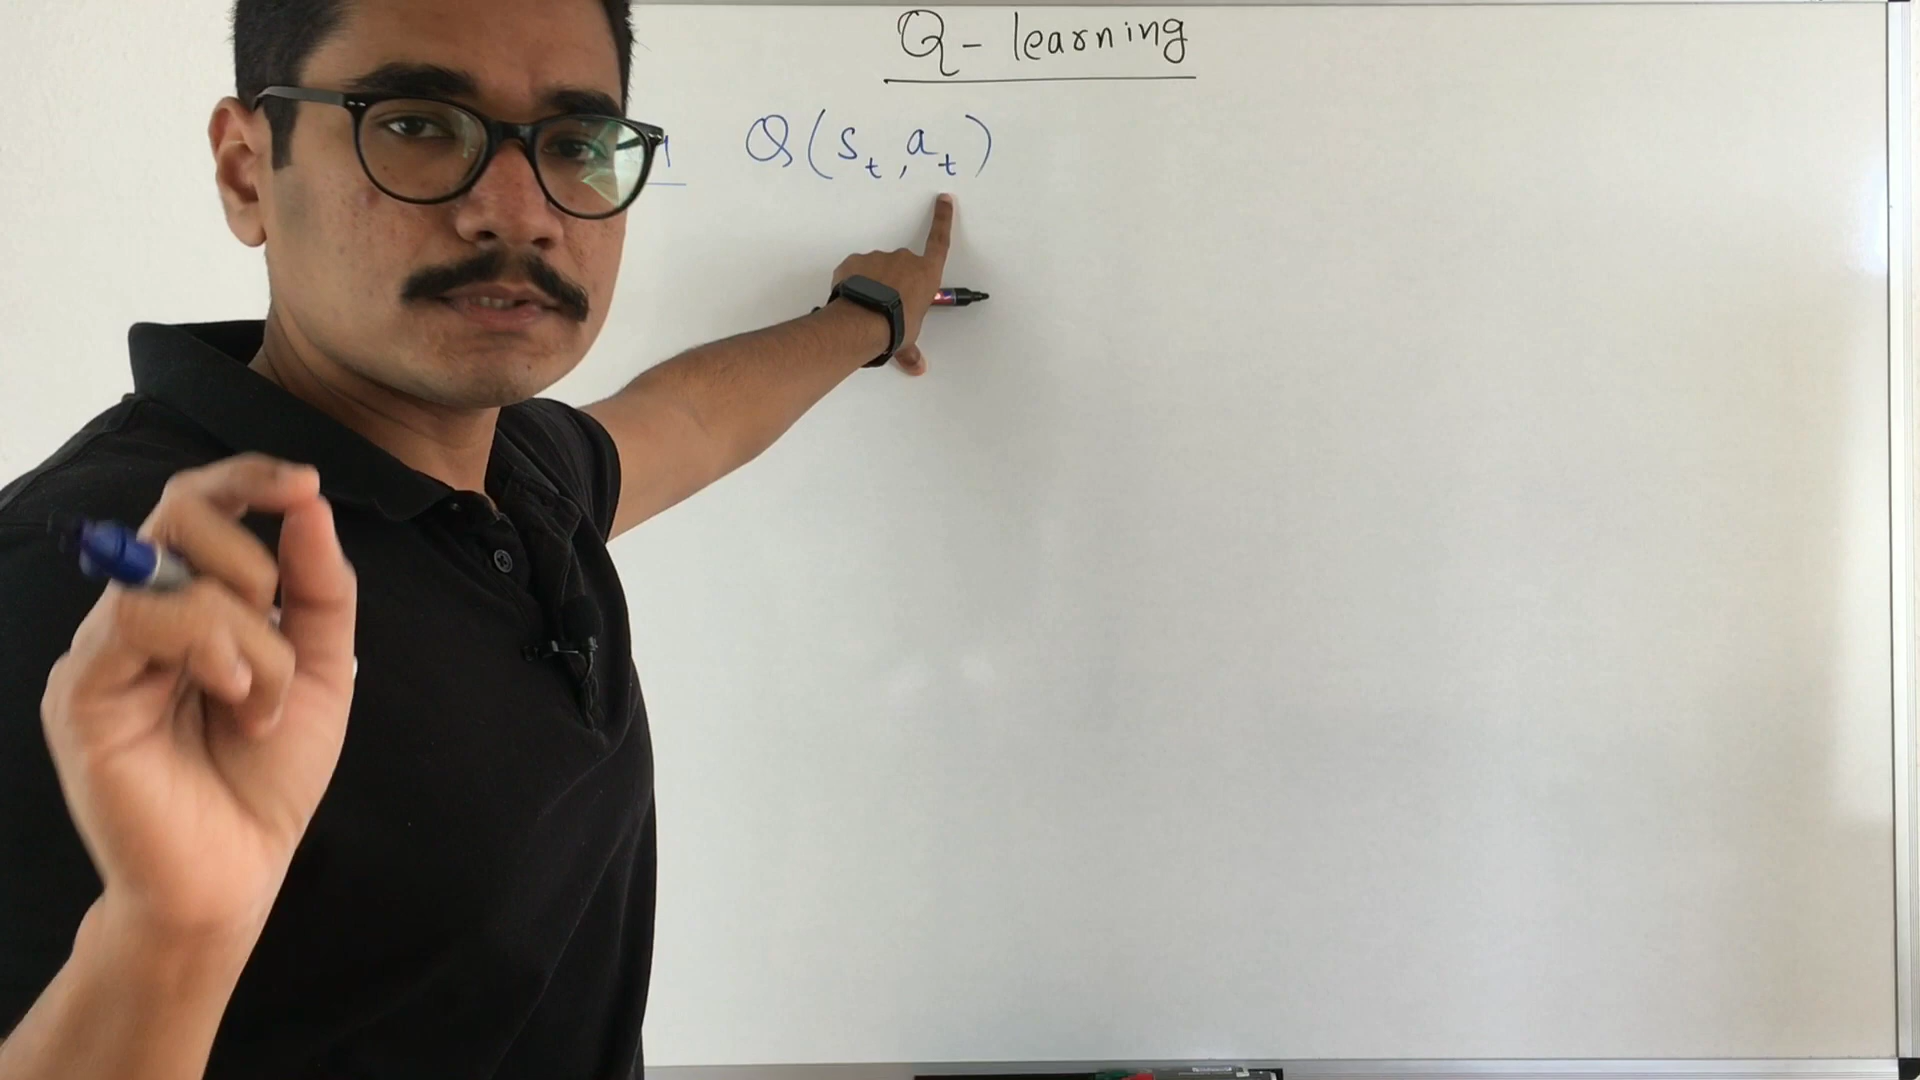 Q - learning
Q(s_t, a_t)